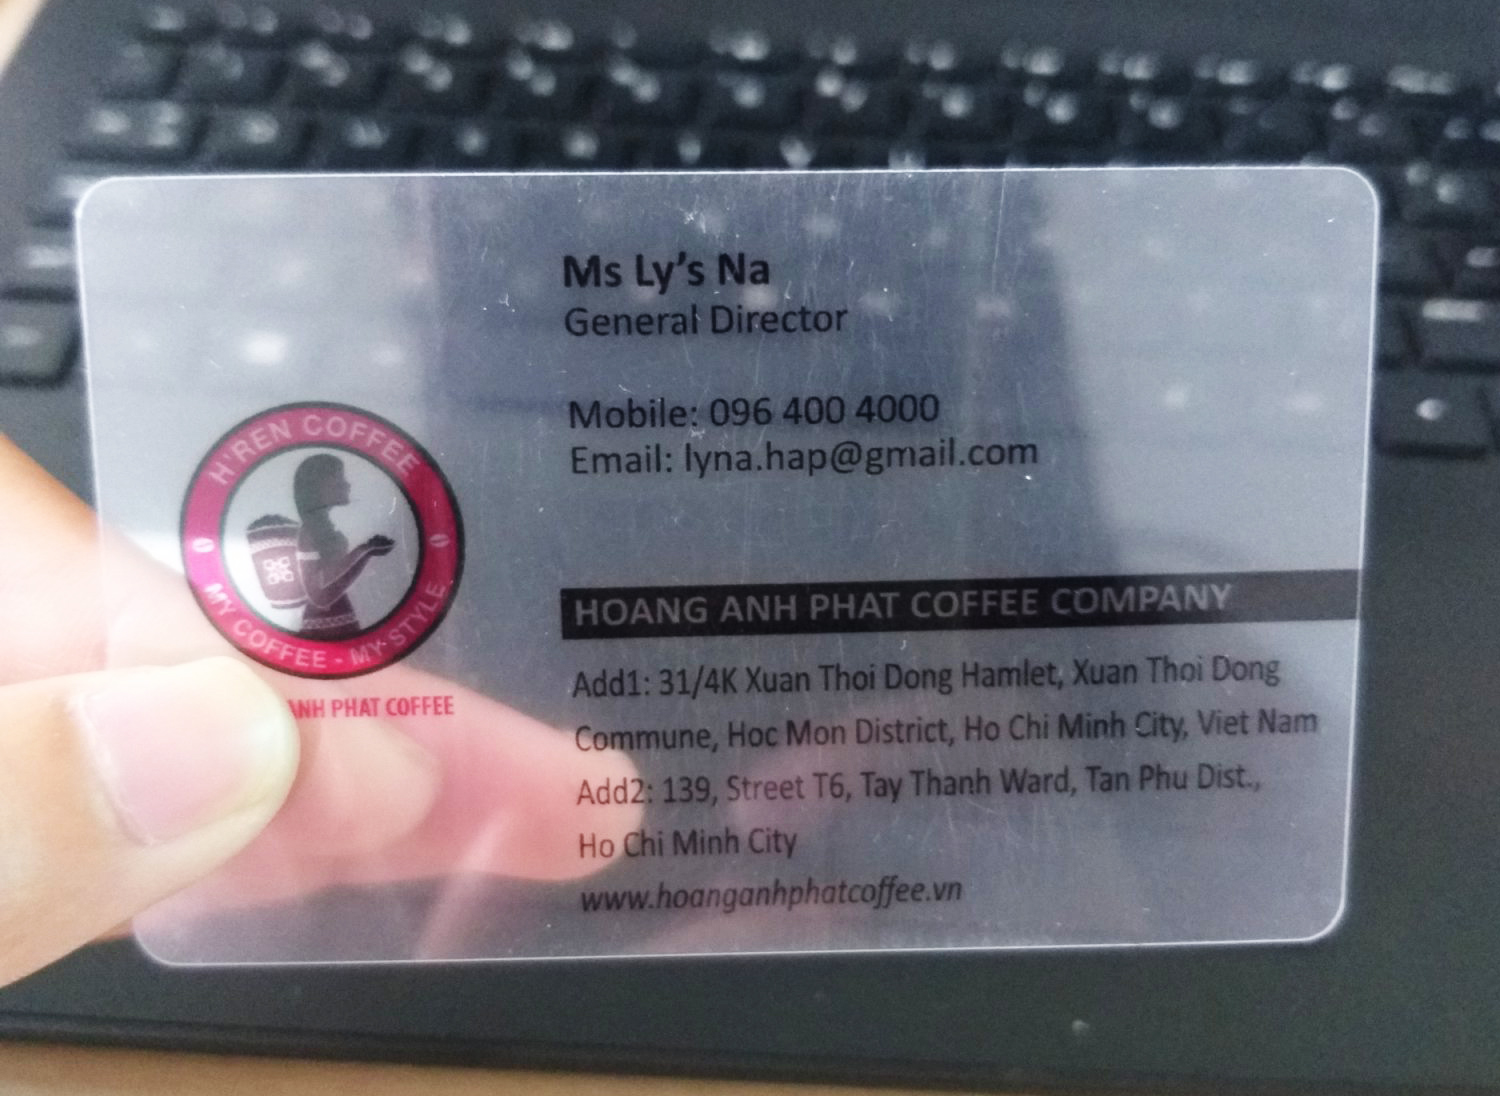 Ms Ly’s Na
General Director
Mobile: 096 400 4000
Email: lyna.hap@gmail.com
H'REN COFFEE
MY COFFEE - MY STYLE
ANH PHAT COFFEE
HOANG ANH PHAT COFFEE COMPANY
Add1: 31/4K Xuan Thoi Dong Hamlet, Xuan Thoi Dong
Commune, Hoc Mon District, Ho Chi Minh City, Viet Nam
Add2: 139, Street T6, Tay Thanh Ward, Tan Phu Dist.,
Ho Chi Minh City
www.hoanganhphatcoffee.vn